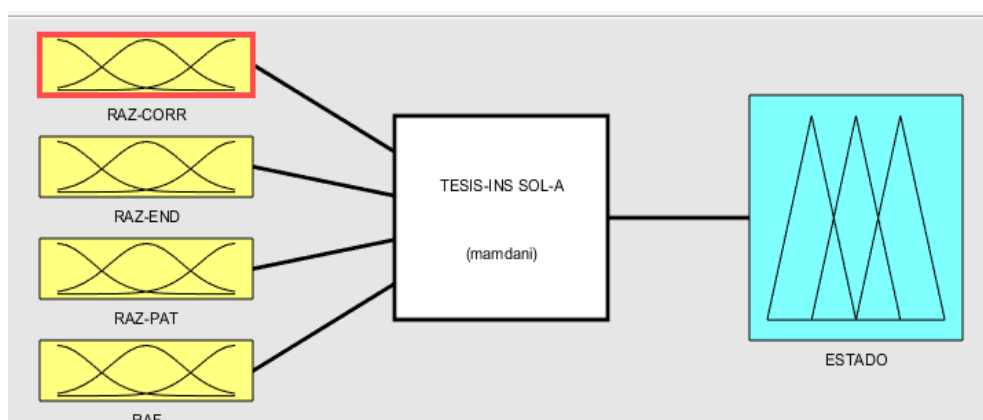 RAZ-CORR
RAZ-END
RAZ-PAT
TESIS-INS SOL-A
(mamdani)
ESTADO